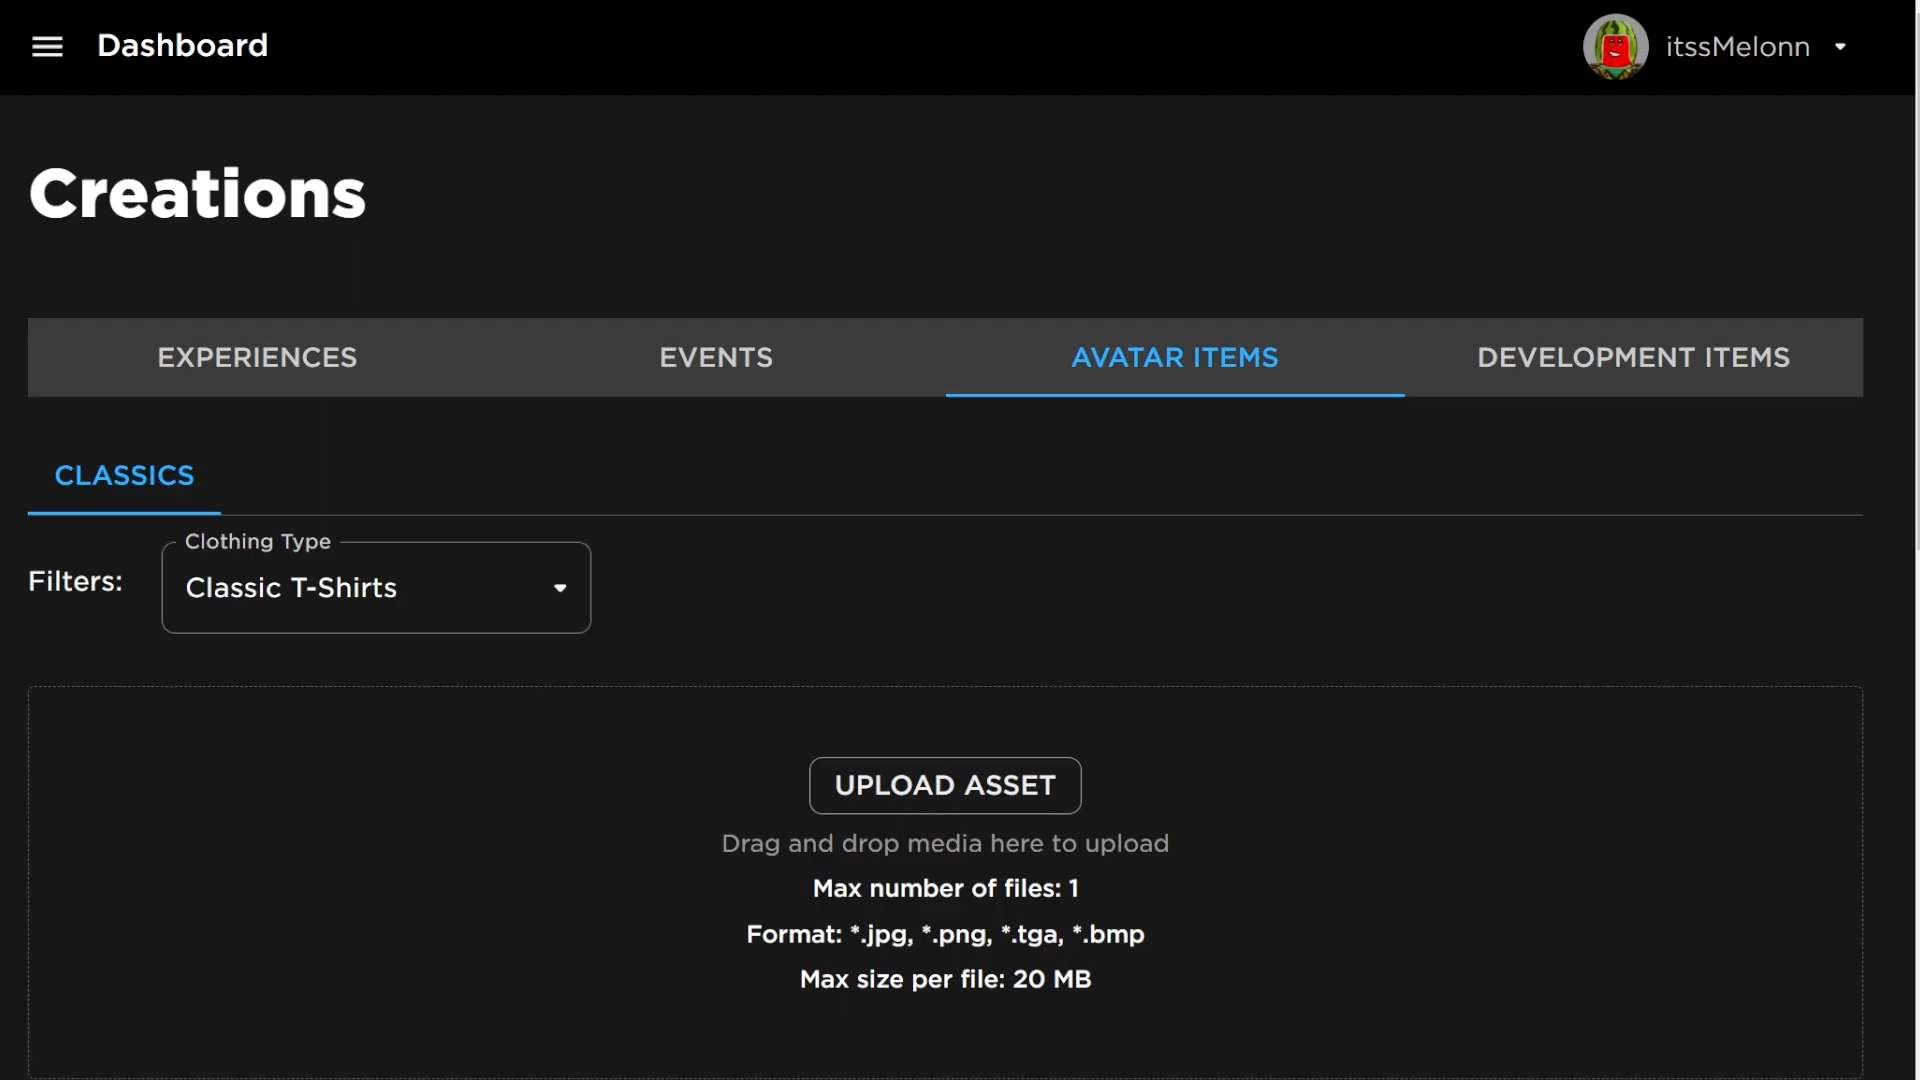 Dashboard
itssMelonn
Creations
EXPERIENCES
EVENTS
AVATAR ITEMS
DEVELOPMENT ITEMS
CLASSICS
Filters:
Clothing Type
Classic T-Shirts
UPLOAD ASSET
Drag and drop media here to upload
Max number of files: 1
Format: *.jpg, *.png, *.tga, *.bmp
Max size per file: 20 MB